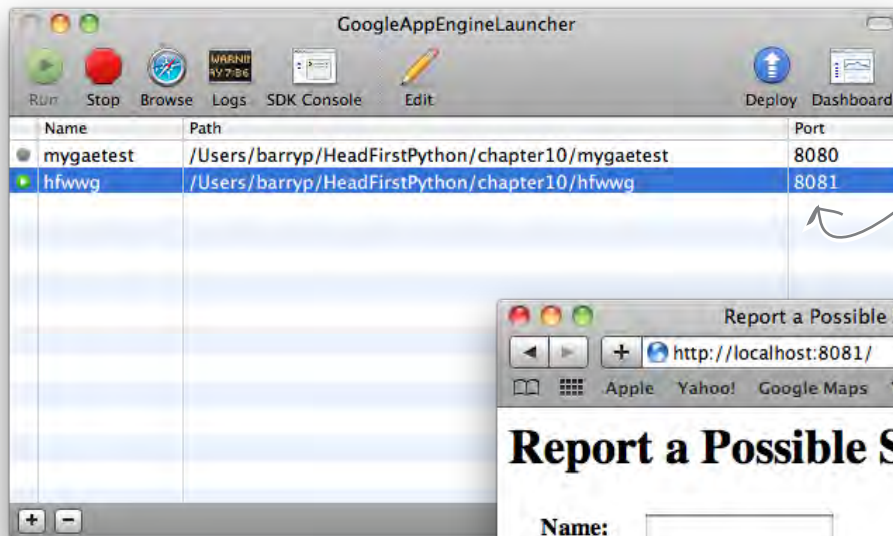 GoogleAppEngineLauncher
Run Stop Browse Logs SDK Console Edit Deploy Dashboard
Name Path Port
mygaetest /Users/barryp/HeadFirstPython/chapter10/mygaetest 8080
hfwwg /Users/barryp/HeadFirstPython/chapter10/hfwwg 8081
Report a Possible
http://localhost:8081/
Apple Yahoo! Google Maps
Report a Possible S
Name: